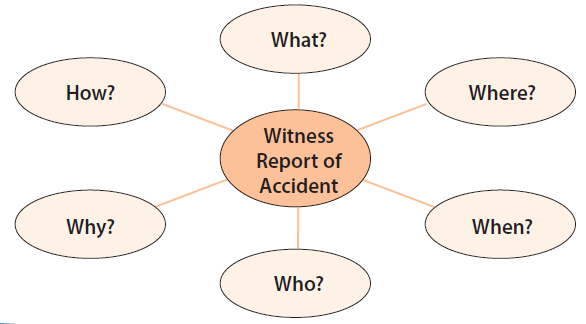 What?
How?
Where?
Witness
Report of
Accident
Why?
When?
Who?